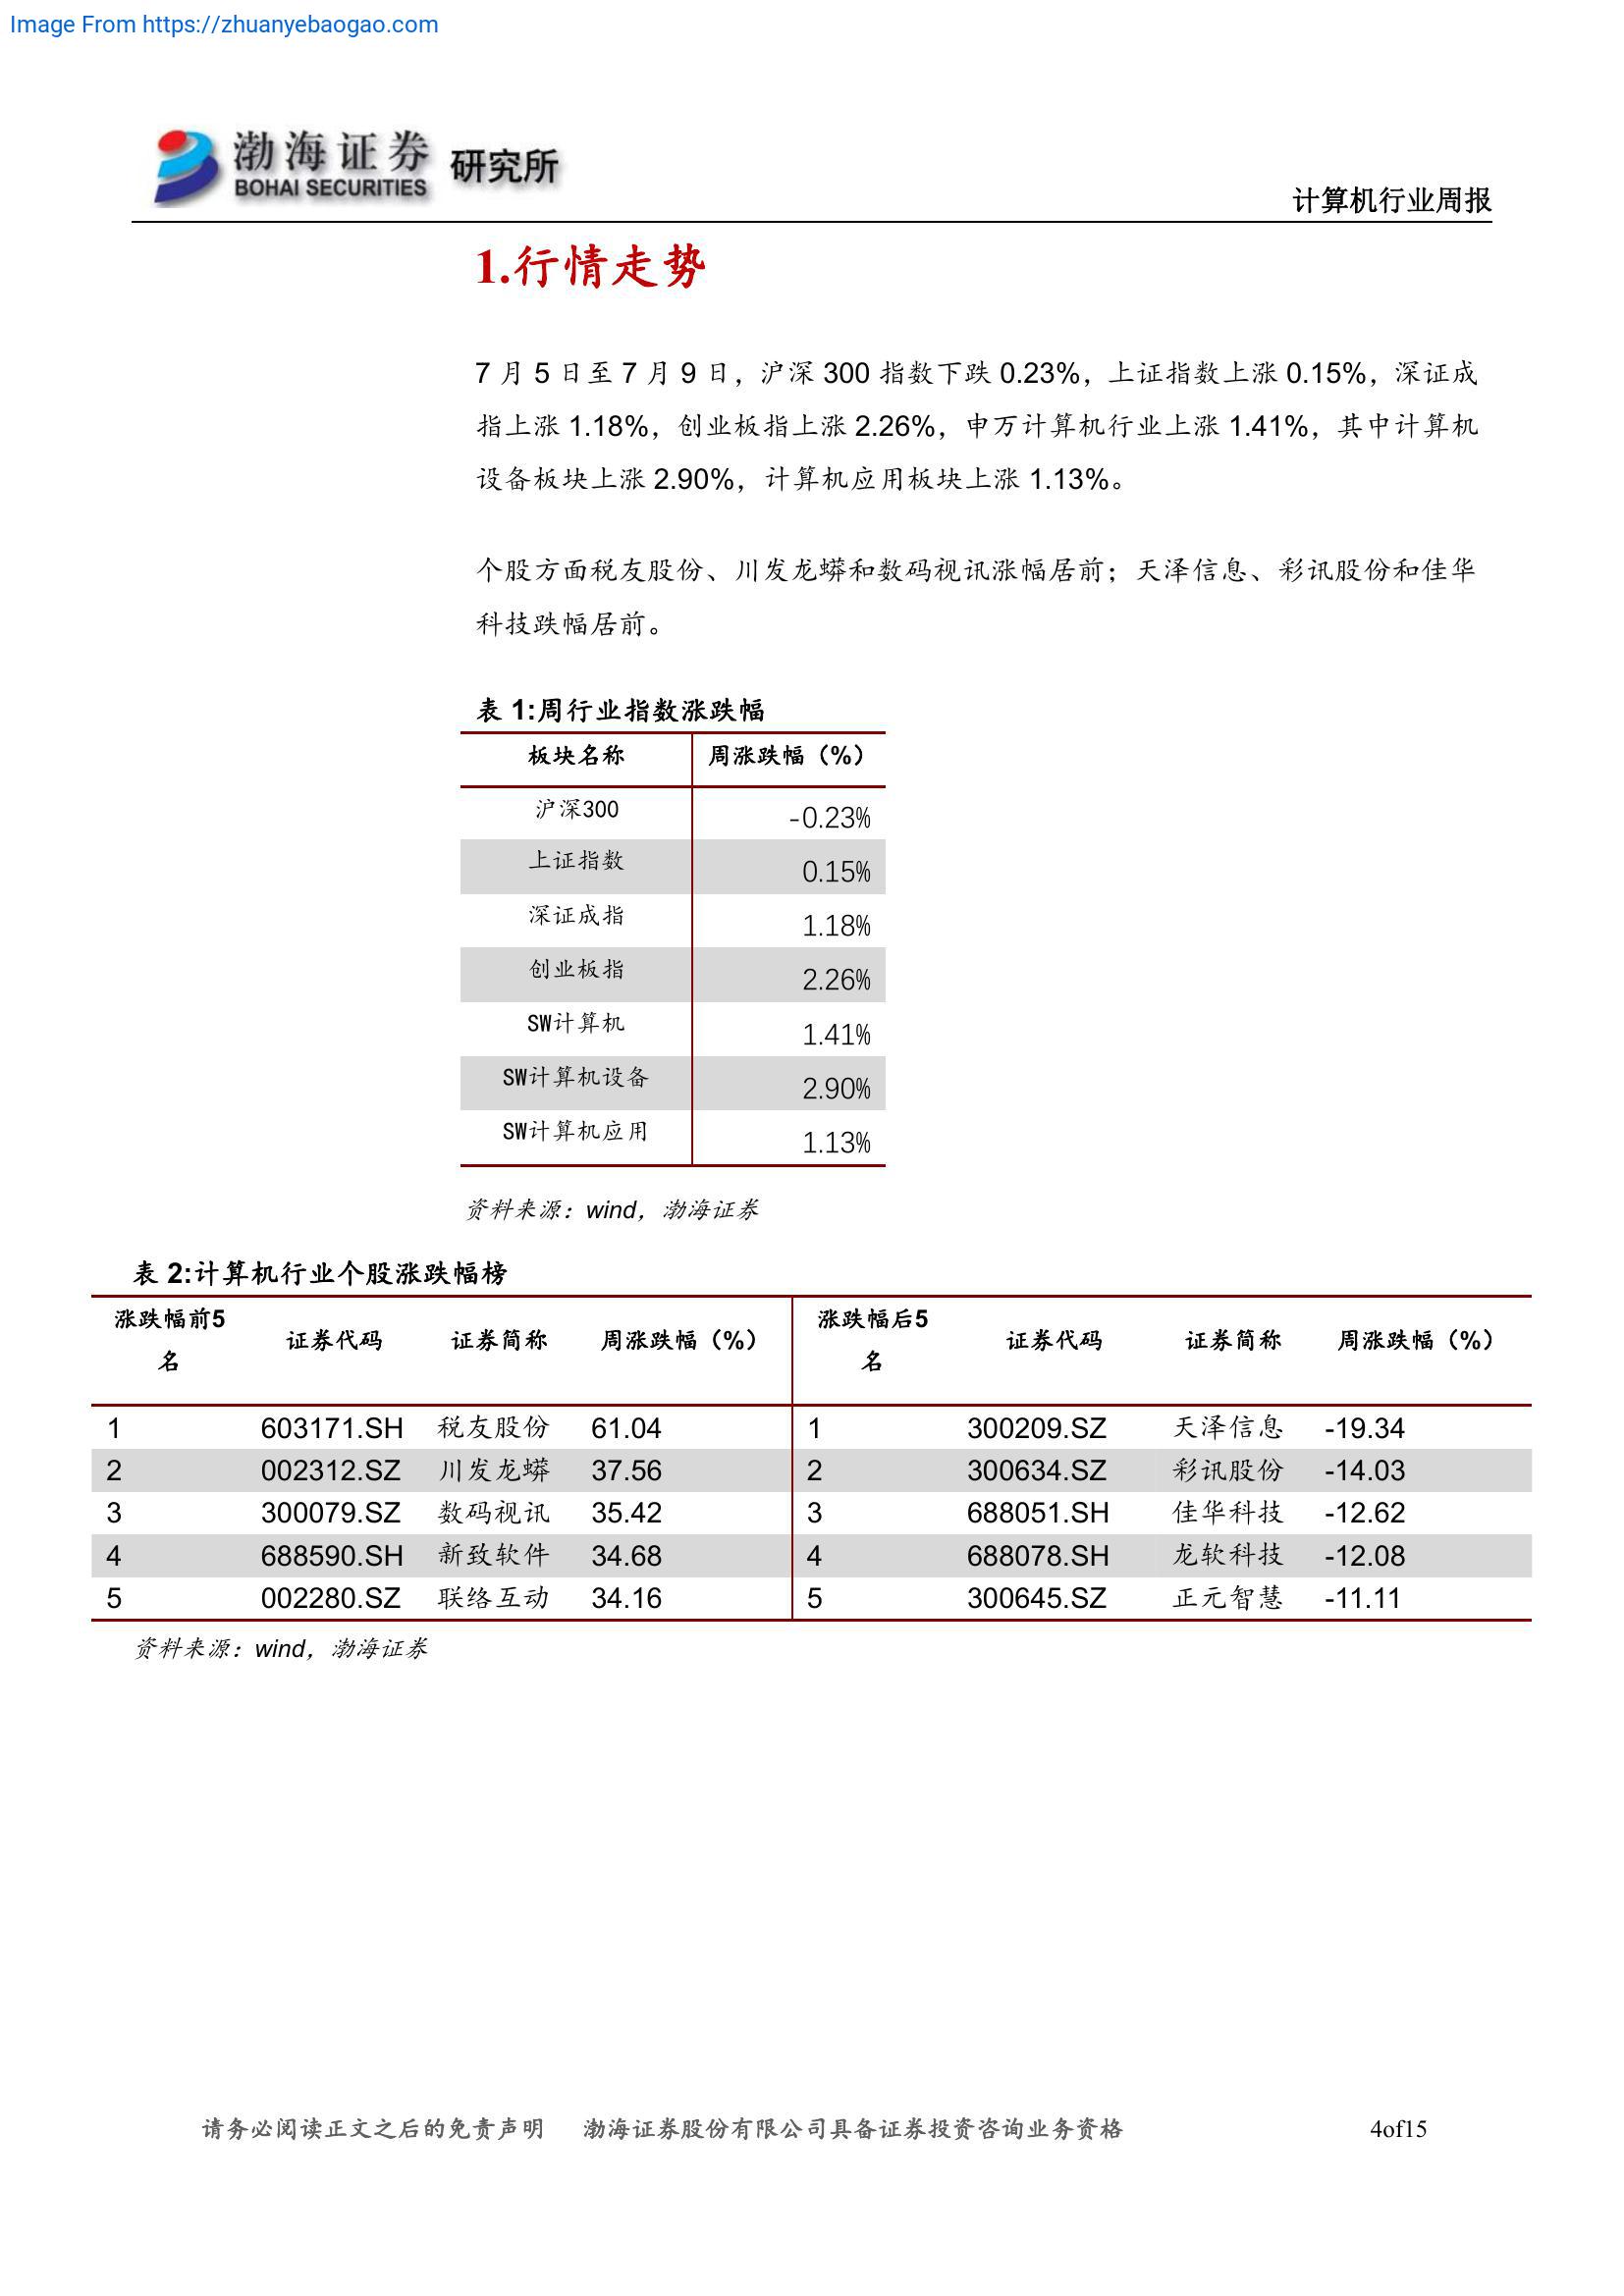 Image From https://zhuanyebaogao.com
渤海证券 研究所
BOHAI SECURITIES
计算机行业周报
1.行情走势
7 月 5 日至 7 月 9 日，沪深 300 指数下跌 0.23%，上证指数上涨 0.15%，深证成
指上涨 1.18%，创业板指上涨 2.26%，申万计算机行业上涨 1.41%，其中计算机
设备板块上涨 2.90%，计算机应用板块上涨 1.13%。
个股方面税友股份、川发龙蟒和数码视讯涨幅居前；天泽信息、彩讯股份和佳华
科技跌幅居前。
表 1:周行业指数涨跌幅
板块名称 周涨跌幅（%）
沪深300 -0.23%
上证指数 0.15%
深证成指 1.18%
创业板指 2.26%
SW计算机 1.41%
SW计算机设备 2.90%
SW计算机应用 1.13%
资料来源：wind，渤海证券
表 2:计算机行业个股涨跌幅榜
涨跌幅前5名 证券代码 证券简称 周涨跌幅（%） 涨跌幅后5名 证券代码 证券简称 周涨跌幅（%）
1 603171.SH 税友股份 61.04 1 300209.SZ 天泽信息 -19.34
2 002312.SZ 川发龙蟒 37.56 2 300634.SZ 彩讯股份 -14.03
3 300079.SZ 数码视讯 35.42 3 688051.SH 佳华科技 -12.62
4 688590.SH 新致软件 34.68 4 688078.SH 龙软科技 -12.08
5 002280.SZ 联络互动 34.16 5 300645.SZ 正元智慧 -11.11
资料来源：wind，渤海证券
请务必阅读正文之后的免责声明 渤海证券股份有限公司具备证券投资咨询业务资格 4of15